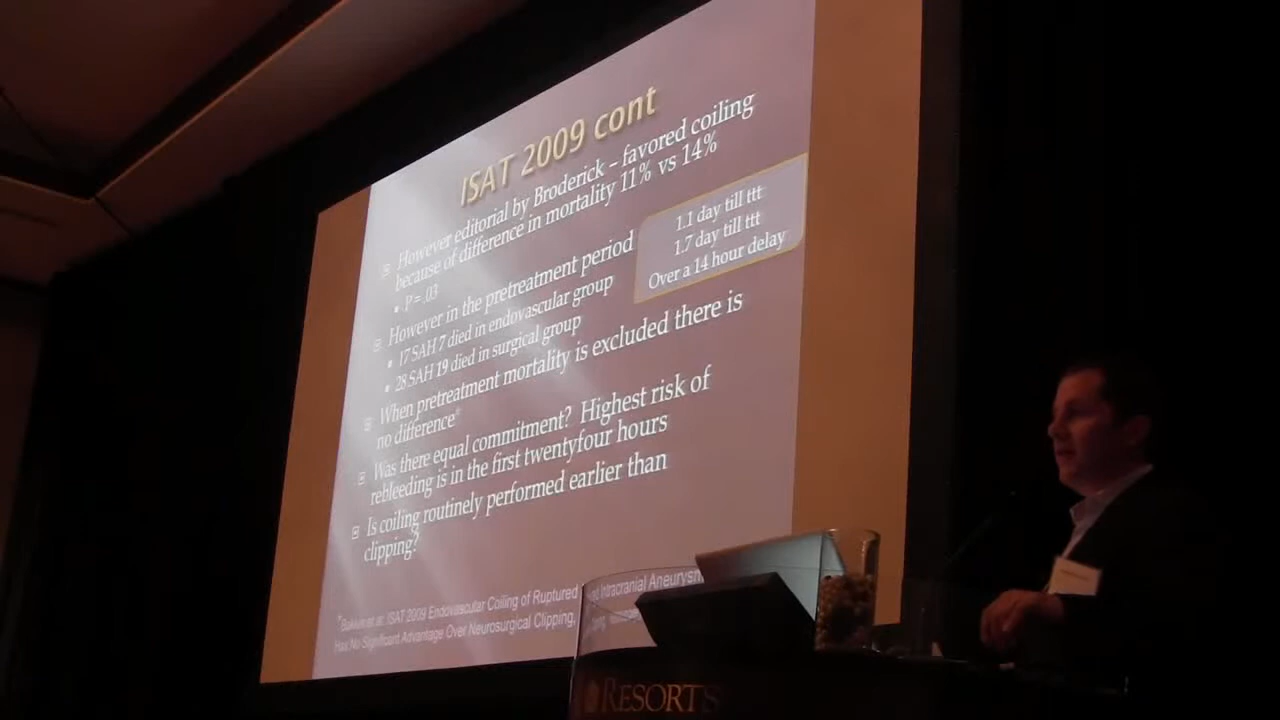 ISAT 2009 cont
However editorial by Broderick – favored coiling
because of difference in mortality 11% vs 14%
P = .03
However in the pretreatment period
17 SAH 7 died in endovascular group
28 SAH 19 died in surgical group
1.1 day till ttt
1.7 day till ttt
Over a 14 hour delay
When pretreatment mortality is excluded there is
no difference*
Was there equal commitment? Highest risk of
rebleeding is in the first twentyfour hours
Is coiling routinely performed earlier than
clipping?
et al: ISAT 2009 Endovascular Coiling of Ruptured Intracranial Aneurysm
Has No Significant Advantage Over Neurosurgical Clipping,
RESORTS